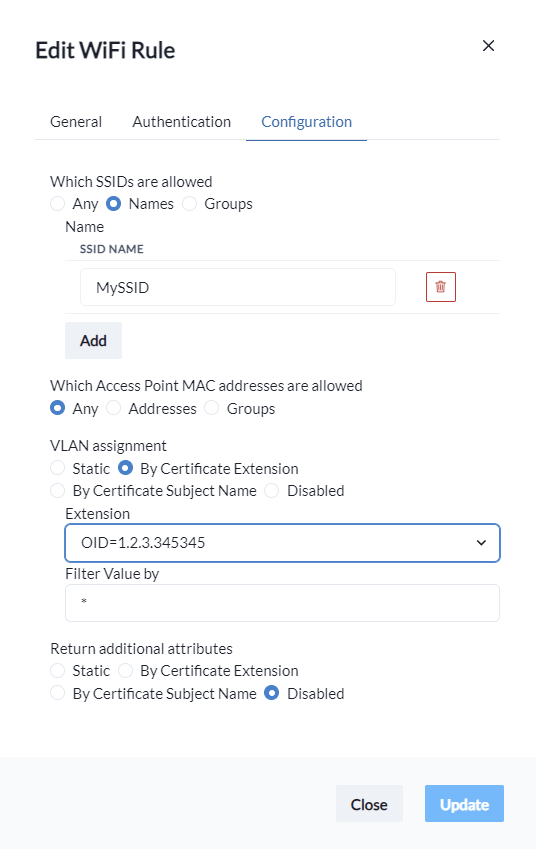 Edit WiFi Rule
General Authentication Configuration
Which SSIDs are allowed
Any Names Groups
Name
SSID NAME
MySSID
Add
Which Access Point MAC addresses are allowed
Any Addresses Groups
VLAN assignment
Static By Certificate Extension
By Certificate Subject Name Disabled
Extension
OID=1.2.3.345345
Filter Value by
*
Return additional attributes
Static By Certificate Extension
By Certificate Subject Name Disabled
Close Update